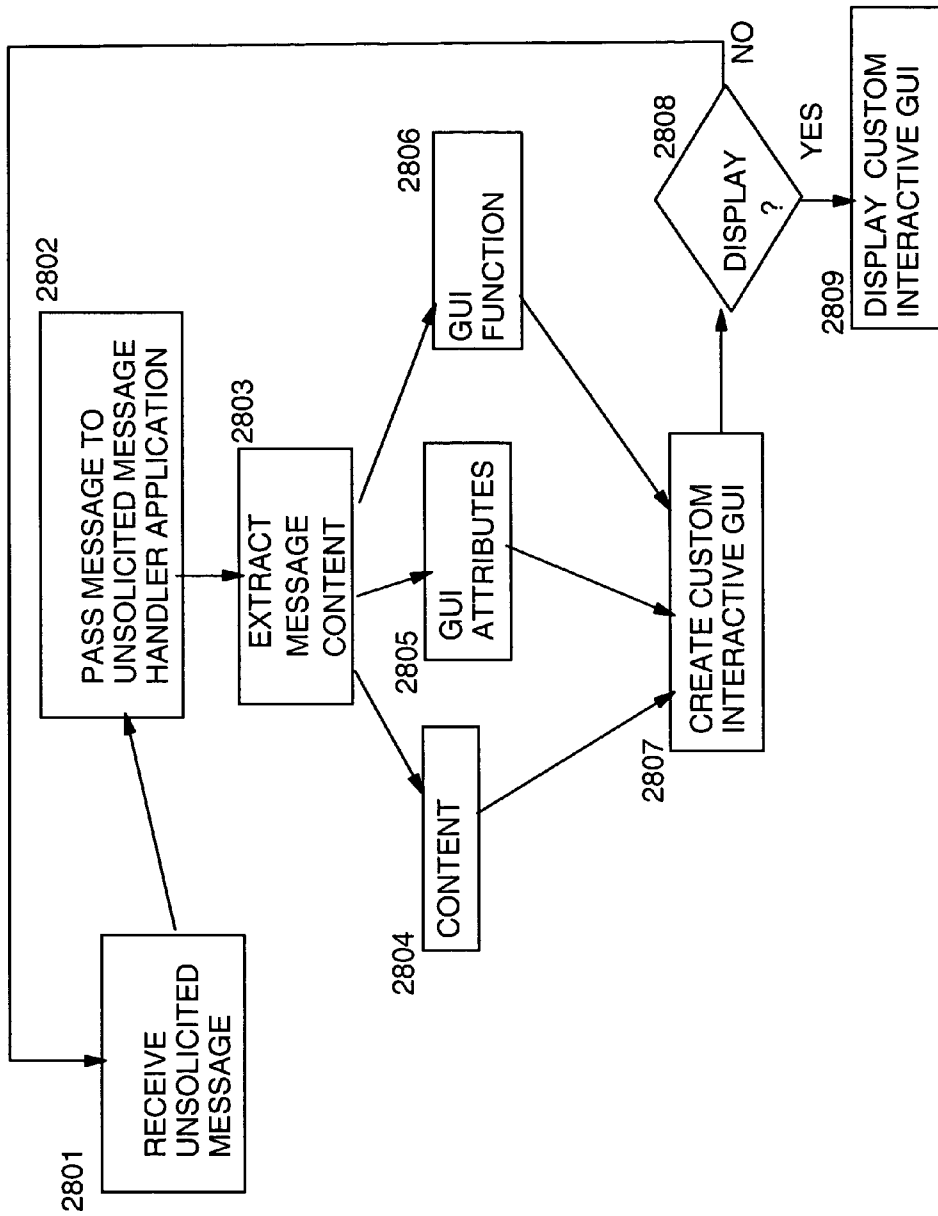 2801
RECEIVE
UNSOLICITED
MESSAGE
2802
PASS MESSAGE TO
UNSOLICITED MESSAGE
HANDLER APPLICATION
2803
EXTRACT
MESSAGE
CONTENT
2804
CONTENT
2805
GUI
ATTRIBUTES
2806
GUI
FUNCTION
2807
CREATE CUSTOM
INTERACTIVE GUI
2808
DISPLAY
?
NO
YES
2809
DISPLAY CUSTOM
INTERACTIVE GUI